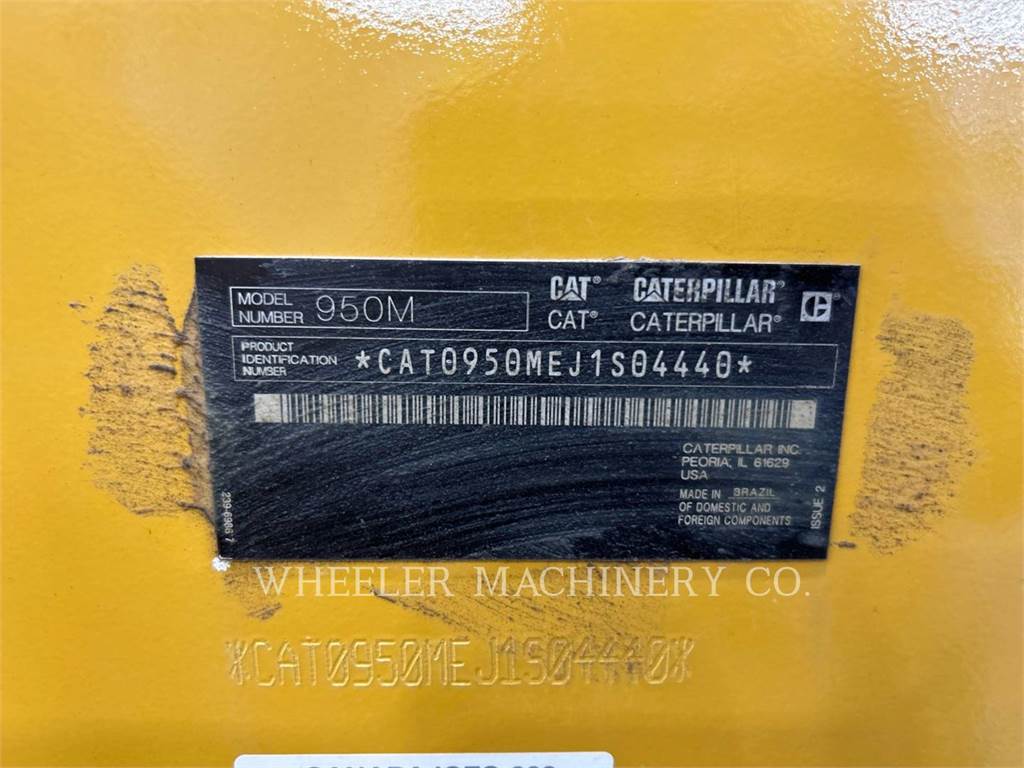 MODEL NUMBER 950M
CAT® CATERPILLAR®
CAT® CATERPILLAR®
PRODUCT IDENTIFICATION NUMBER *CAT0950MEJ1S04440*
CATERPILLAR INC.
PEORIA, IL 61629
USA
MADE IN BRAZIL
OF DOMESTIC AND
FOREIGN COMPONENTS
ISSUE 2
WHEELER MACHINERY CO.
*CAT0950MEJ1S04440*